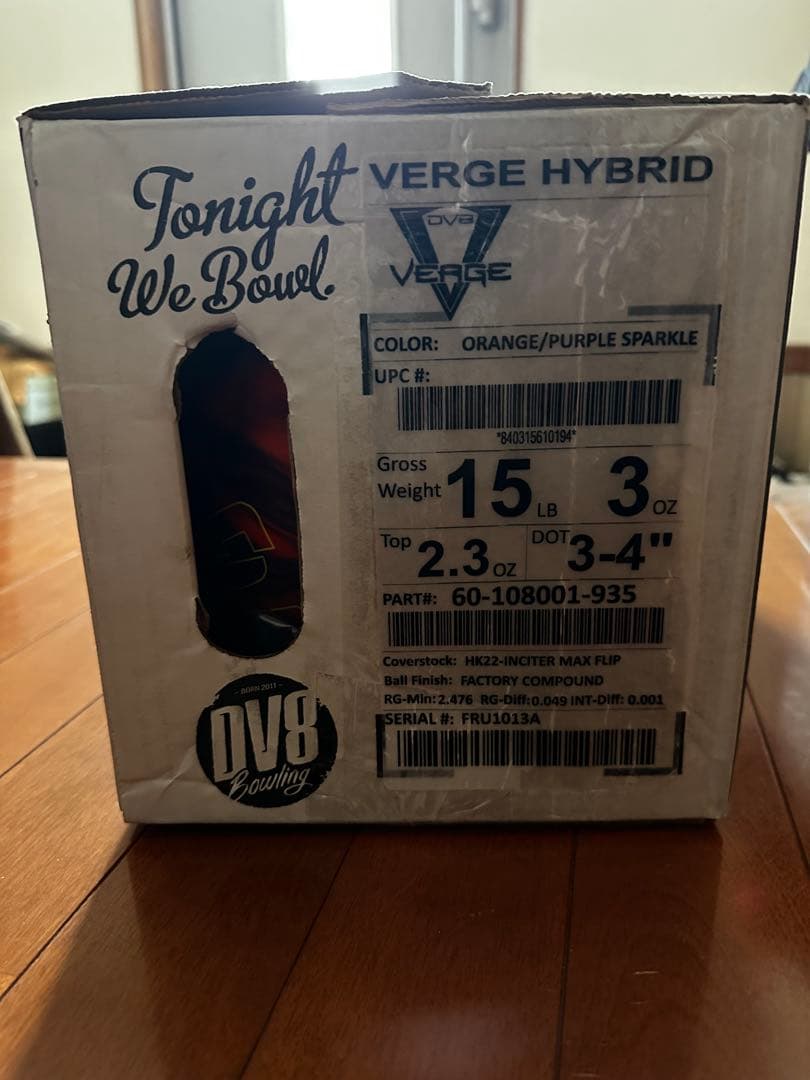 Tonight
We Bowl.
VERGE HYBRID
DV8
VERGE
COLOR: ORANGE/PURPLE SPARKLE
UPC #:
*840315610194*
Gross
Weight 15 LB 3 OZ
Top 2.3 OZ DOT 3-4"
PART#: 60-108001-935
Coverstock: HK22-INCITER MAX FLIP
Ball Finish: FACTORY COMPOUND
RG-Min: 2.476 RG-Diff: 0.049 INT-Diff: 0.001
SERIAL #: FRU1013A
- BORN 2011 -
DV8
Bowling